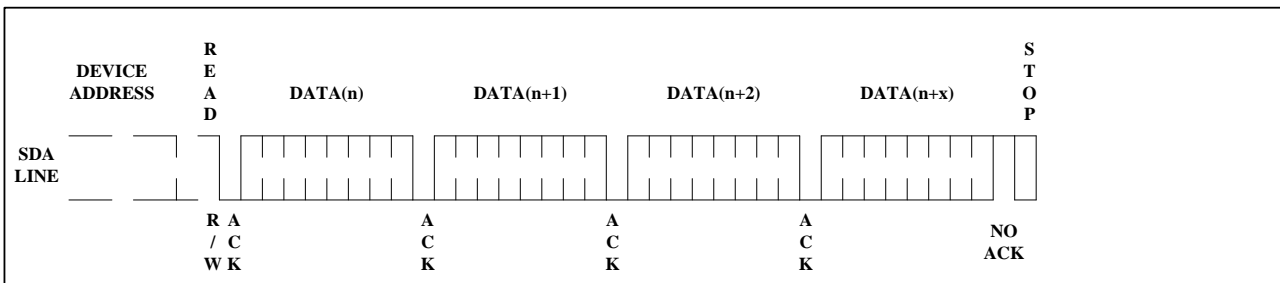 READ
STOP
DEVICE
ADDRESS
DATA(n)
DATA(n+1)
DATA(n+2)
DATA(n+x)
SDA
LINE
R/W
ACK
ACK
ACK
ACK
NO
ACK